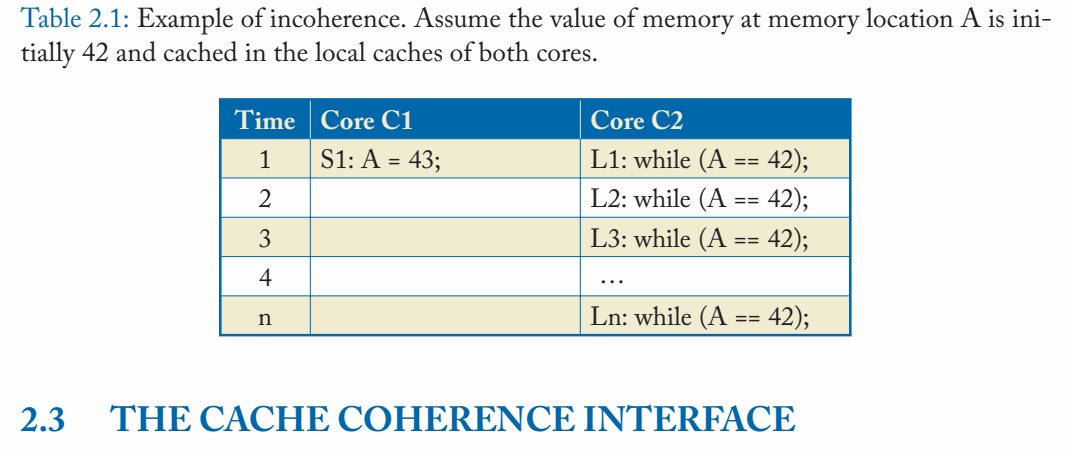 Table 2.1: Example of incoherence. Assume the value of memory at memory location A is ini-
tially 42 and cached in the local caches of both cores.
Time Core C1 Core C2
1 S1: A = 43; L1: while (A == 42);
2 L2: while (A == 42);
3 L3: while (A == 42);
4 …
n Ln: while (A == 42);
2.3 THE CACHE COHERENCE INTERFACE